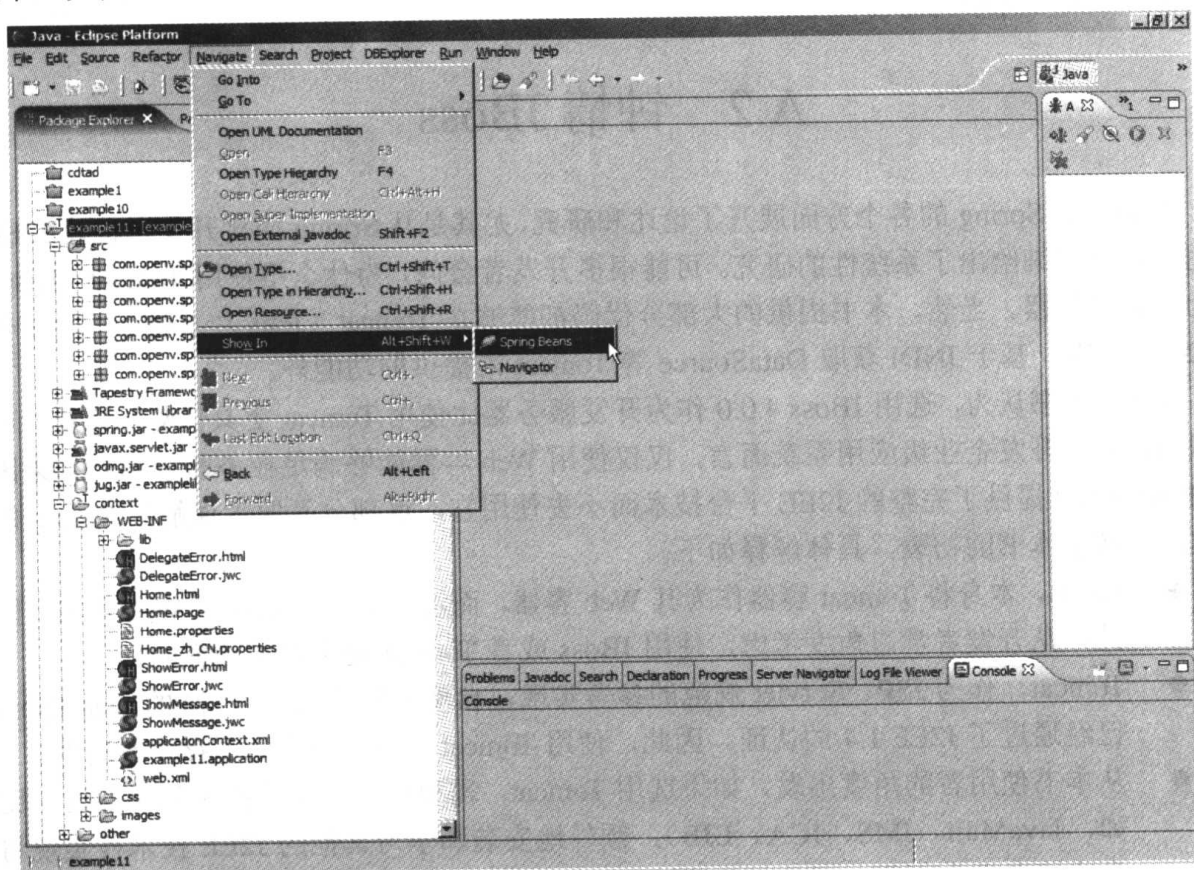 Java - Eclipse Platform
File Edit Source Refactor Navigate Search Project DBExplorer Run Window Help
Java
Package Explorer
A
1
cdtad
example1
example10
example11 : [example
src
com.openv.sp
com.openv.sp
com.openv.sp
com.openv.sp
com.openv.sp
com.openv.sp
com.openv.sp
Tapestry Framewo
JRE System Librar
spring.jar - examp
javax.servlet.jar -
odmg.jar - exampl
jug.jar - exampleli
context
WEB-INF
lib
DelegateError.html
DelegateError.jwc
Home.html
Home.page
Home.properties
Home_zh_CN.properties
ShowError.html
ShowError.jwc
ShowMessage.html
ShowMessage.jwc
applicationContext.xml
example11.application
web.xml
css
images
other
Go Into
Go To
Open UML Documentation
Open F3
Open Type Hierarchy F4
Open Call Hierarchy Ctrl+Alt+H
Open Super Implementation
Open External Javadoc Shift+F2
Open Type... Ctrl+Shift+T
Open Type in Hierarchy... Ctrl+Shift+H
Open Resource... Ctrl+Shift+R
Show In Alt+Shift+W
Next Ctrl+.
Previous Ctrl+,
Last Edit Location Ctrl+Q
Back Alt+Left
Forward Alt+Right
Spring Beans
Navigator
Problems Javadoc Search Declaration Progress Server Navigator Log File Viewer Console
Console
example11